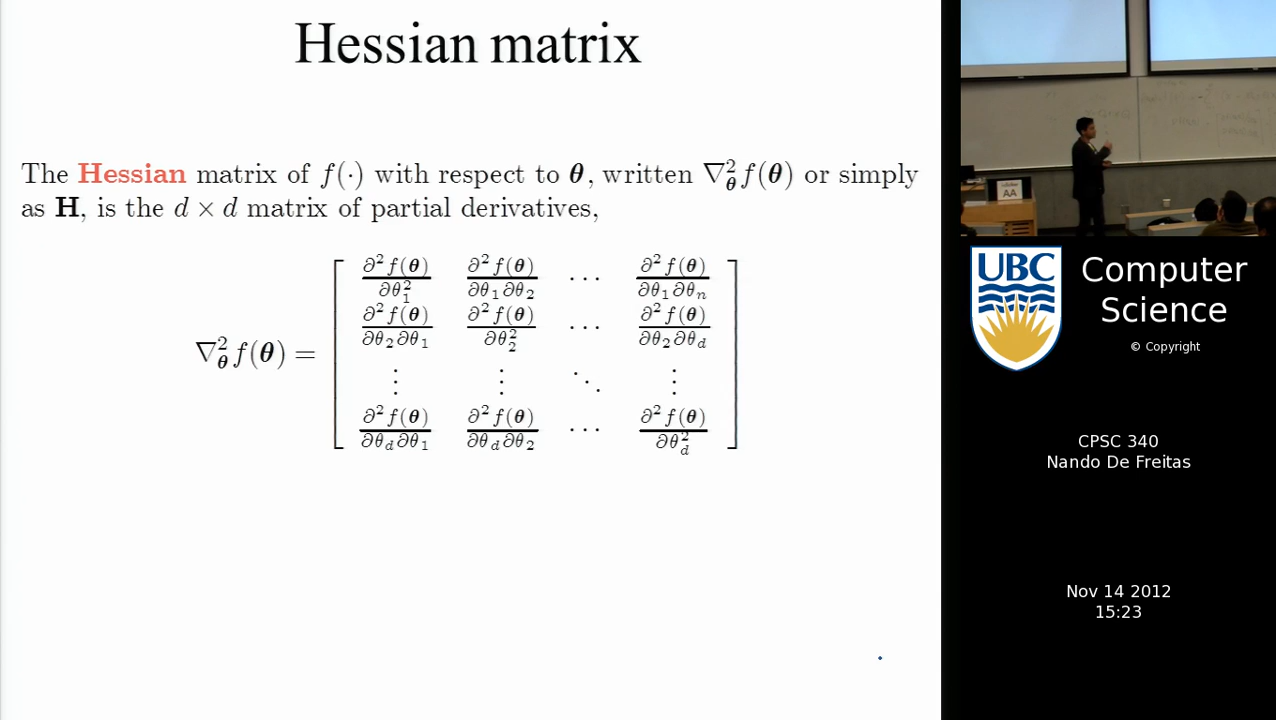 Hessian matrix
The Hessian matrix of f(·) with respect to θ, written ∇²_θ f(θ) or simply
as H, is the d × d matrix of partial derivatives,
∇²_θ f(θ) =
∂²f(θ)/∂θ₁² ∂²f(θ)/∂θ₁∂θ₂ ⋯ ∂²f(θ)/∂θ₁∂θₙ
∂²f(θ)/∂θ₂∂θ₁ ∂²f(θ)/∂θ₂² ⋯ ∂²f(θ)/∂θ₂∂θ_d
⋮ ⋮ ⋱ ⋮
∂²f(θ)/∂θ_d∂θ₁ ∂²f(θ)/∂θ_d∂θ₂ ⋯ ∂²f(θ)/∂θ_d²
AA
UBC
Computer
Science
© Copyright
CPSC 340
Nando De Freitas
Nov 14 2012
15:23